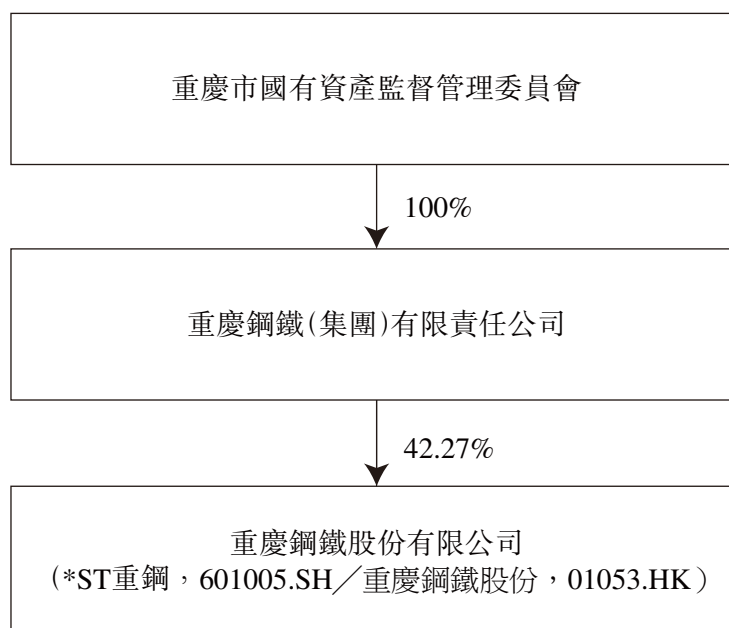 重慶市國有資產監督管理委員會
100%
重慶鋼鐵(集團)有限責任公司
42.27%
重慶鋼鐵股份有限公司
(*ST重鋼，601005.SH╱重慶鋼鐵股份，01053.HK)